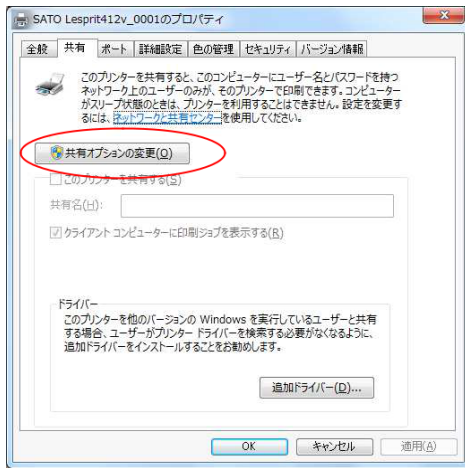 SATO Lesprit412v_0001のプロパティ
全般 共有 ポート 詳細設定 色の管理 セキュリティ バージョン情報
このプリンターを共有すると、このコンピューターにユーザー名とパスワードを持つ
ネットワーク上のユーザーのみが、そのプリンターで印刷できます。コンピューター
がスリープ状態のときは、プリンターを利用することはできません。設定を変更す
るには、ネットワークと共有センターを使用してください。
共有オプションの変更(O)
このプリンターを共有する(S)
共有名(H):
クライアント コンピューターに印刷ジョブを表示する(R)
ドライバー
このプリンターを他のバージョンの Windows を実行しているユーザーと共有
する場合、ユーザーがプリンター ドライバーを検索する必要がなくなるように、
追加ドライバーをインストールすることをお勧めします。
追加ドライバー(D)...
OK キャンセル 適用(A)